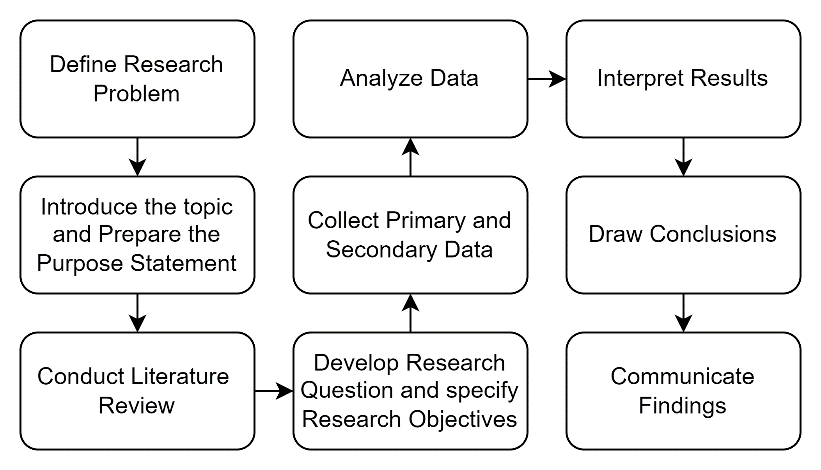 Define Research
Problem
Introduce the topic
and Prepare the
Purpose Statement
Conduct Literature
Review
Develop Research
Question and specify
Research Objectives
Collect Primary and
Secondary Data
Analyze Data
Interpret Results
Draw Conclusions
Communicate
Findings